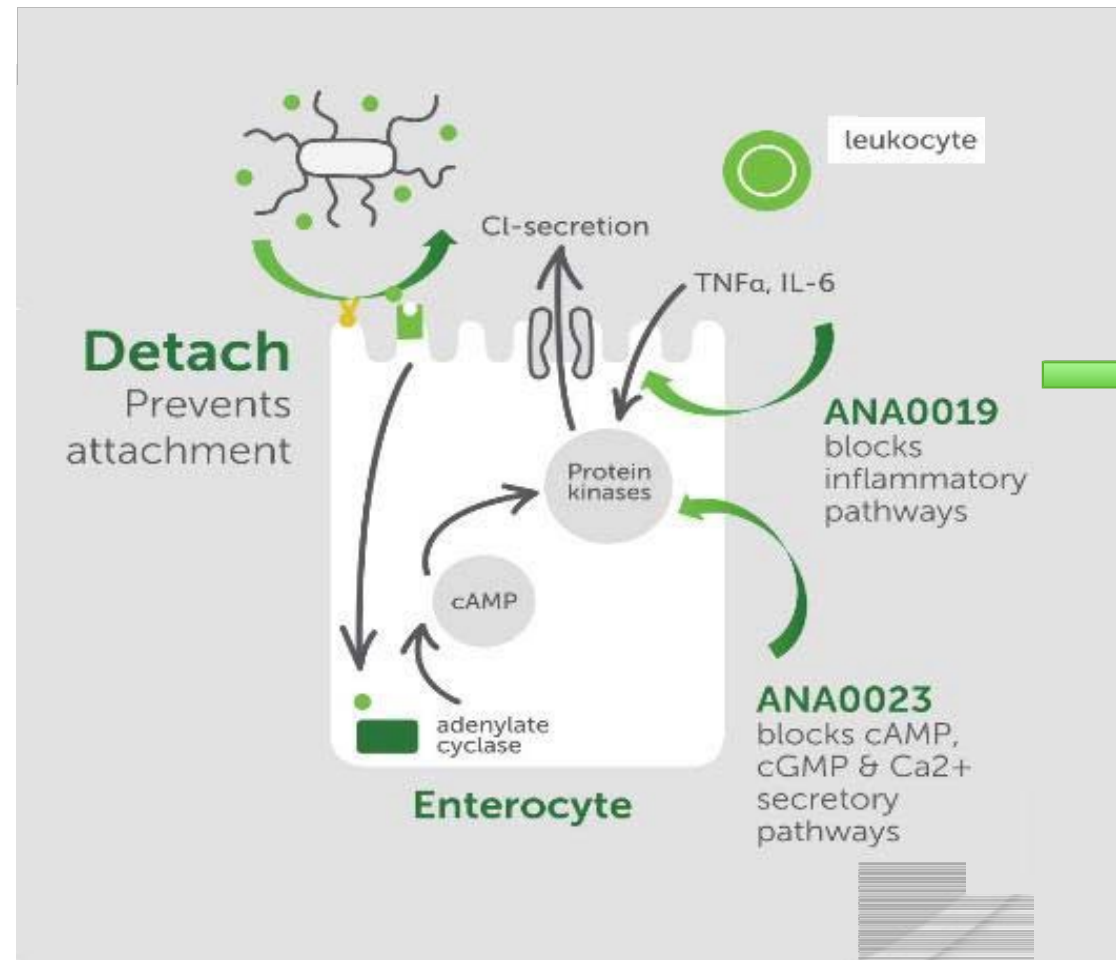 leukocyte
Cl-secretion
TNFα, IL-6
Detach
Prevents
attachment
ANA0019
blocks
inflammatory
pathways
Protein
kinases
cAMP
adenylate
cyclase
ANA0023
blocks cAMP,
cGMP & Ca2+
secretory
pathways
Enterocyte